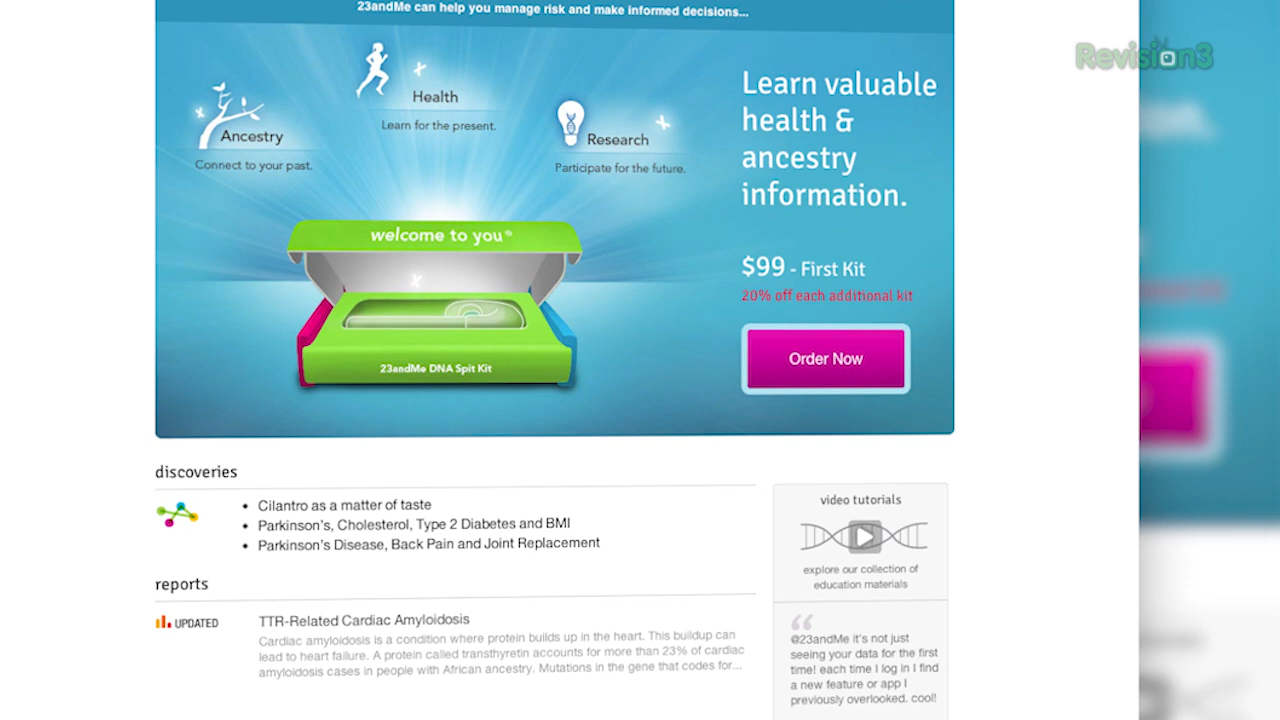 23andMe can help you manage risk and make informed decisions...
Revision3
Health
Learn for the present.
Ancestry
Connect to your past.
Research
Participate for the future.
Learn valuable
health &
ancestry
information.
welcome to you
$99 - First Kit
20% off each additional kit
Order Now
23andMe DNA Spit Kit
discoveries
• Cilantro as a matter of taste
• Parkinson's, Cholesterol, Type 2 Diabetes and BMI
• Parkinson's Disease, Back Pain and Joint Replacement
video tutorials
explore our collection of
education materials
reports
UPDATED
TTR-Related Cardiac Amyloidosis
Cardiac amyloidosis is a condition where protein builds up in the heart. This buildup can
lead to heart failure. A protein called transthyretin accounts for more than 23% of cardiac
amyloidosis cases in people with African ancestry. Mutations in the gene that codes for...
“
@23andMe it's not just
seeing your data for the first
time! each time I log in I find
a new feature or app I
previously overlooked. cool!